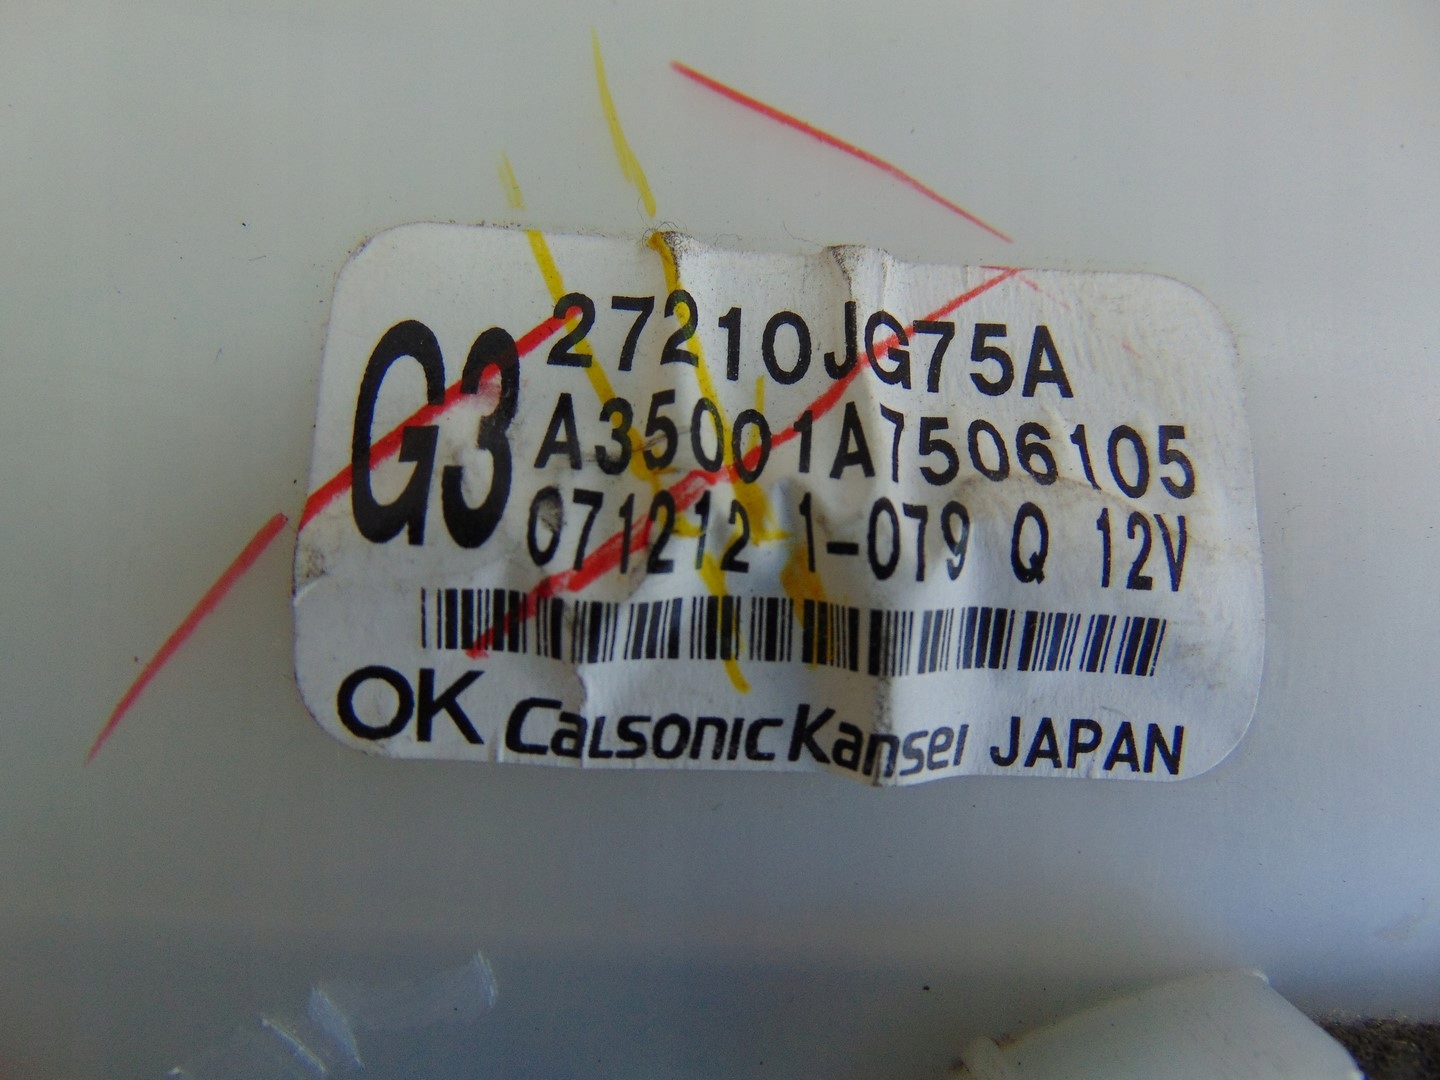 G3
27210JG75A
A35001A7506105
071212 1-079 Q 12V
OK CalsonicKansei JAPAN